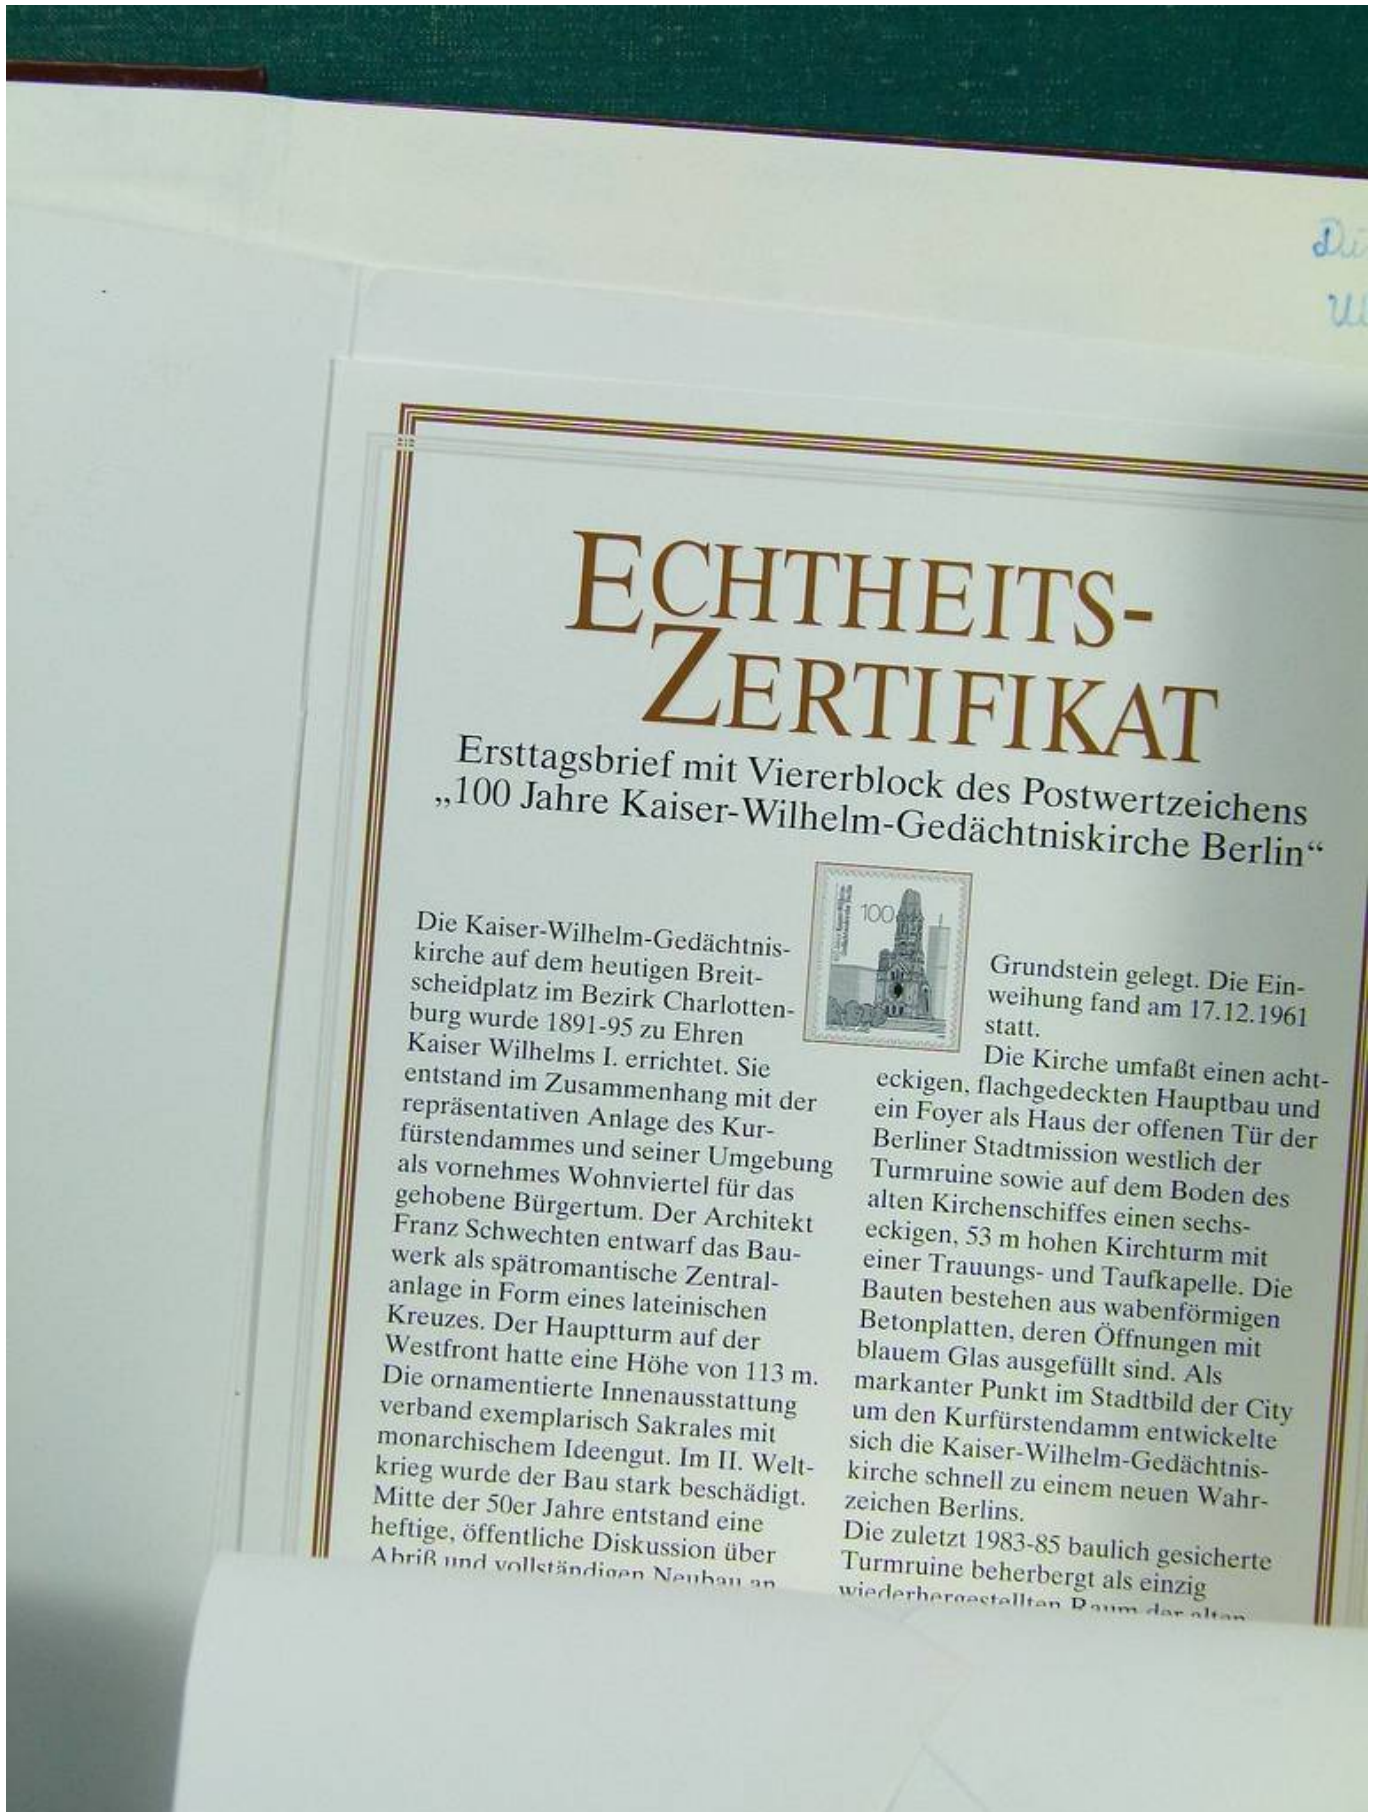 ECHTHEITS-
ZERTIFIKAT
Ersttagsbrief mit Viererblock des Postwertzeichens
„100 Jahre Kaiser-Wilhelm-Gedächtniskirche Berlin“
100
Die Kaiser-Wilhelm-Gedächtnis-
kirche auf dem heutigen Breit-
scheidplatz im Bezirk Charlotten-
burg wurde 1891-95 zu Ehren
Kaiser Wilhelms I. errichtet. Sie
entstand im Zusammenhang mit der
repräsentativen Anlage des Kur-
fürstendammes und seiner Umgebung
als vornehmes Wohnviertel für das
gehobene Bürgertum. Der Architekt
Franz Schwechten entwarf das Bau-
werk als spätromantische Zentral-
anlage in Form eines lateinischen
Kreuzes. Der Hauptturm auf der
Westfront hatte eine Höhe von 113 m.
Die ornamentierte Innenausstattung
verband exemplarisch Sakrales mit
monarchischem Ideengut. Im II. Welt-
krieg wurde der Bau stark beschädigt.
Mitte der 50er Jahre entstand eine
heftige, öffentliche Diskussion über
Abriß und vollständigen Neubau an
Grundstein gelegt. Die Ein-
weihung fand am 17.12.1961
statt.
Die Kirche umfaßt einen acht-
eckigen, flachgedeckten Hauptbau und
ein Foyer als Haus der offenen Tür der
Berliner Stadtmission westlich der
Turmruine sowie auf dem Boden des
alten Kirchenschiffes einen sechs-
eckigen, 53 m hohen Kirchturm mit
einer Trauungs- und Taufkapelle. Die
Bauten bestehen aus wabenförmigen
Betonplatten, deren Öffnungen mit
blauem Glas ausgefüllt sind. Als
markanter Punkt im Stadtbild der City
um den Kurfürstendamm entwickelte
sich die Kaiser-Wilhelm-Gedächtnis-
kirche schnell zu einem neuen Wahr-
zeichen Berlins.
Die zuletzt 1983-85 baulich gesicherte
Turmruine beherbergt als einzig
wiederhergestellten Raum der alten